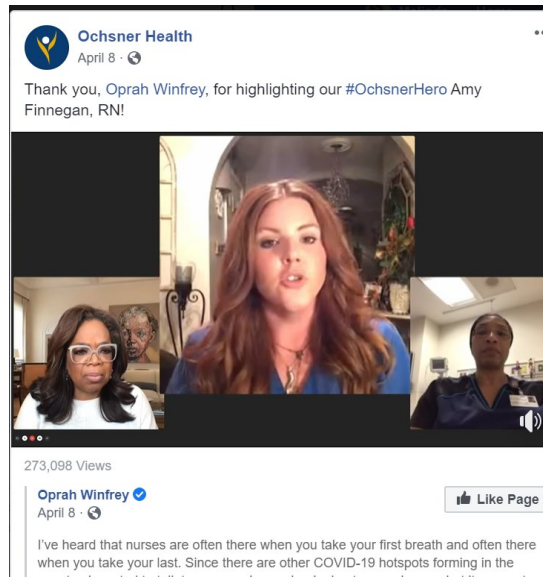 Ochsner Health
April 8 ·
Thank you, Oprah Winfrey, for highlighting our #OchsnerHero Amy
Finnegan, RN!
273,098 Views
Oprah Winfrey
April 8 ·
Like Page
I've heard that nurses are often there when you take your first breath and often there
when you take your last. Since there are other COVID-19 hotspots forming in the